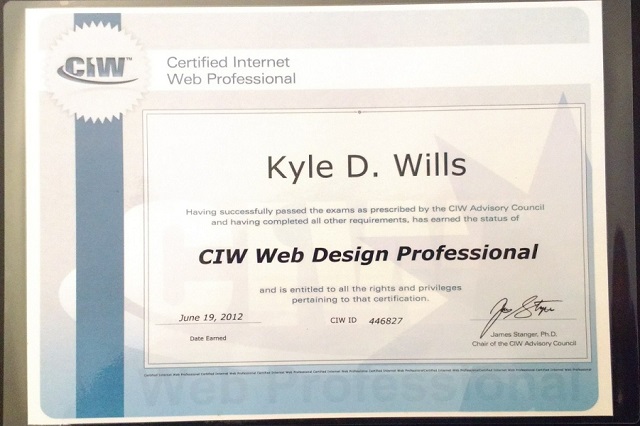 CIW™
Certified Internet
Web Professional
Kyle D. Wills
Having successfully passed the exams as prescribed by the CIW Advisory Council
and having completed all other requirements, has earned the status of
CIW Web Design Professional
and is entitled to all the rights and privileges
pertaining to that certification.
June 19, 2012
Date Earned
CIW ID 446827
James Stanger, Ph.D.
Chair of the CIW Advisory Council
Web Professional